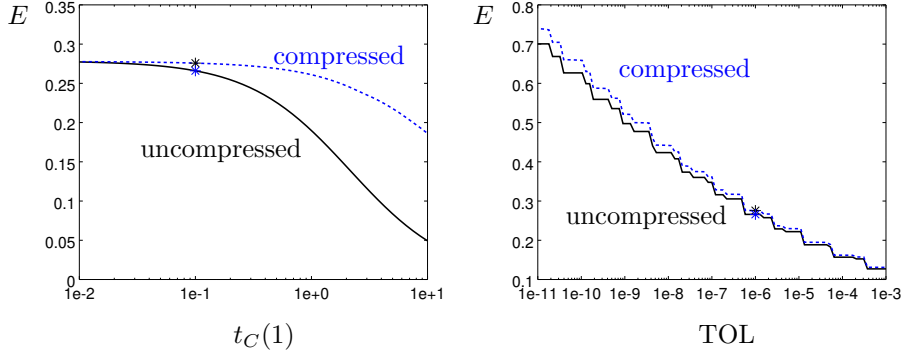 E
0.35
0.3
0.25
0.2
0.15
0.1
0.05
0
1e-2
1e-1
1e+0
1e+1
compressed
uncompressed
t_C(1)
E
0.8
0.7
0.6
0.5
0.4
0.3
0.2
0.1
1e-11
1e-10
1e-9
1e-8
1e-7
1e-6
1e-5
1e-4
1e-3
compressed
uncompressed
TOL